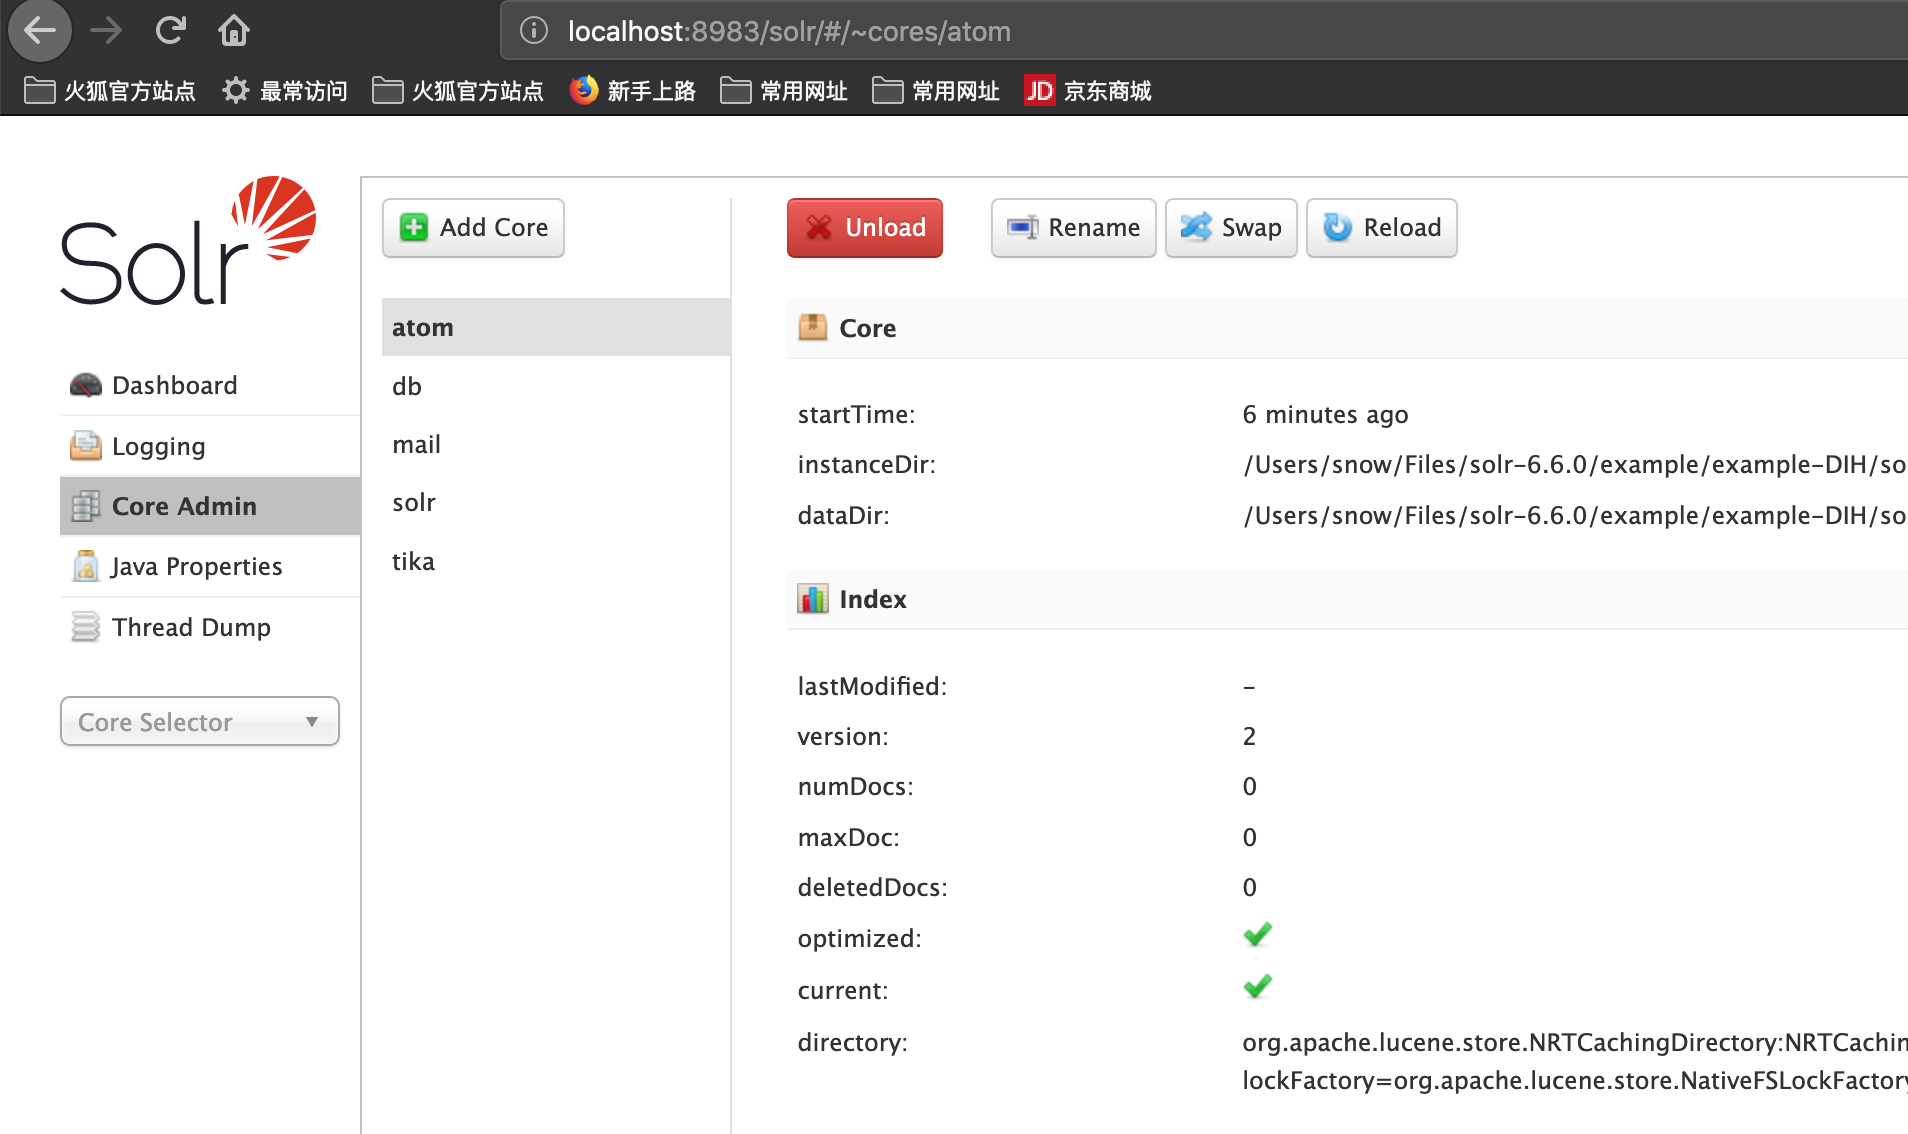 localhost:8983/solr/#/~cores/atom
火狐官方站点 最常访问 火狐官方站点 新手上路 常用网址 常用网址 JD 京东商城
Solr
Dashboard
Logging
Core Admin
Java Properties
Thread Dump
Core Selector
Add Core
atom
db
mail
solr
tika
Unload Rename Swap Reload
Core
startTime: 6 minutes ago
instanceDir: /Users/snow/Files/solr-6.6.0/example/example-DIH/so
dataDir: /Users/snow/Files/solr-6.6.0/example/example-DIH/so
Index
lastModified: -
version: 2
numDocs: 0
maxDoc: 0
deletedDocs: 0
optimized:
current:
directory: org.apache.lucene.store.NRTCachingDirectory:NRTCachin
lockFactory=org.apache.lucene.store.NativeFSLockFactory